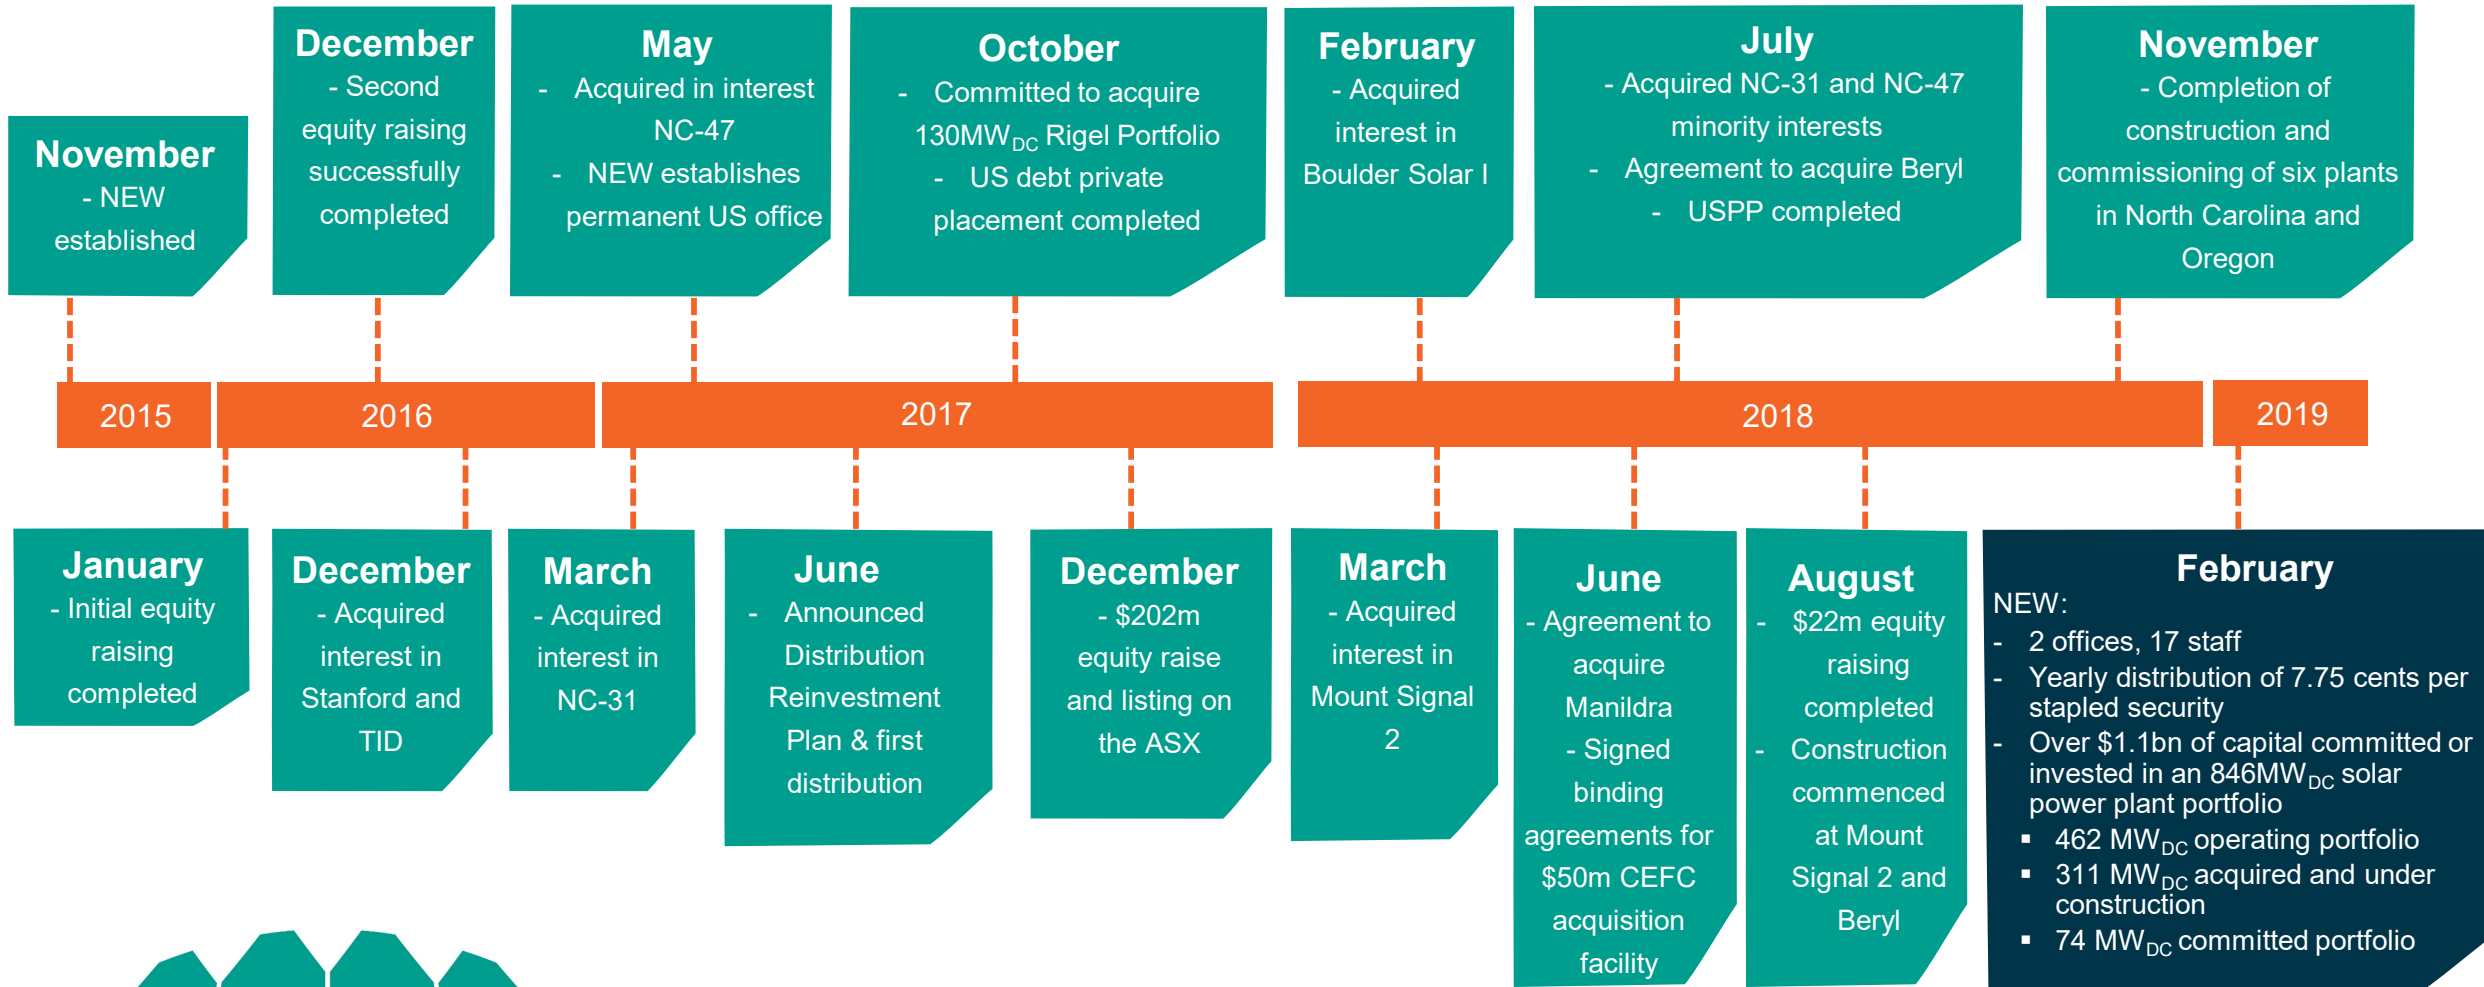 November
- NEW
established
December
- Second
equity raising
successfully
completed
May
- Acquired in interest
NC-47
- NEW establishes
permanent US office
October
- Committed to acquire
130MWDC Rigel Portfolio
- US debt private
placement completed
February
- Acquired
interest in
Boulder Solar I
July
- Acquired NC-31 and NC-47
minority interests
- Agreement to acquire Beryl
- USPP completed
November
- Completion of
construction and
commissioning of six plants
in North Carolina and
Oregon
2015
2016
2017
2018
2019
January
- Initial equity
raising
completed
December
- Acquired
interest in
Stanford and
TID
March
- Acquired
interest in
NC-31
June
- Announced
Distribution
Reinvestment
Plan & first
distribution
December
- $202m
equity raise
and listing on
the ASX
March
- Acquired
interest in
Mount Signal
2
June
- Agreement to
acquire
Manildra
- Signed
binding
agreements for
$50m CEFC
acquisition
facility
August
- $22m equity
raising
completed
- Construction
commenced
at Mount
Signal 2 and
Beryl
February
NEW:
- 2 offices, 17 staff
- Yearly distribution of 7.75 cents per
stapled security
- Over $1.1bn of capital committed or
invested in an 846MWDC solar
power plant portfolio
▪ 462 MWDC operating portfolio
▪ 311 MWDC acquired and under
construction
▪ 74 MWDC committed portfolio